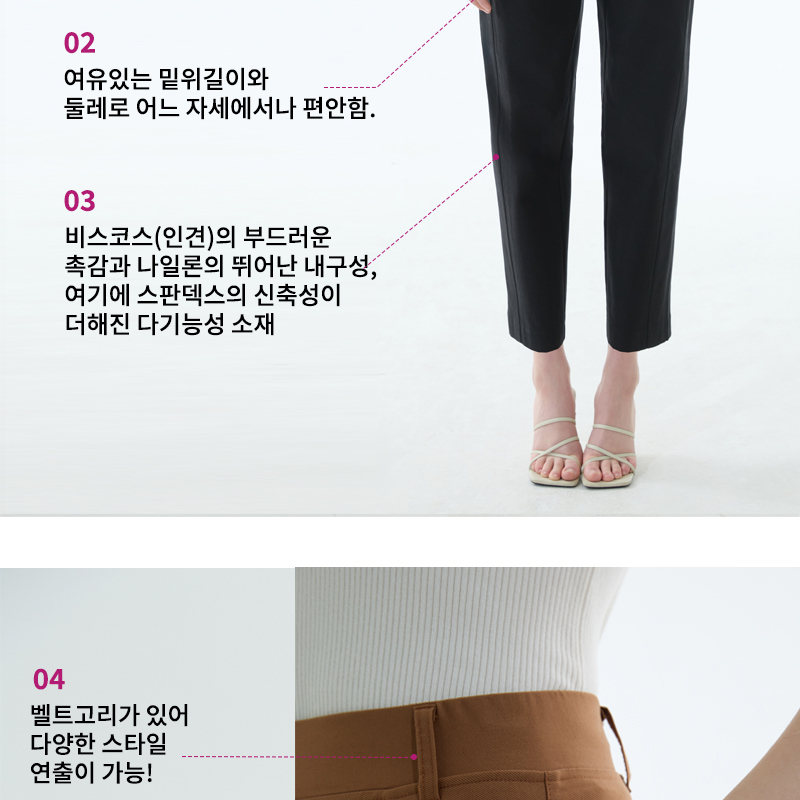 02
여유있는 밑위길이와
둘레로 어느 자세에서나 편안함.
03
비스코스(인견)의 부드러운
촉감과 나일론의 뛰어난 내구성,
여기에 스판덱스의 신축성이
더해진 다기능성 소재
04
벨트고리가 있어
다양한 스타일
연출이 가능!